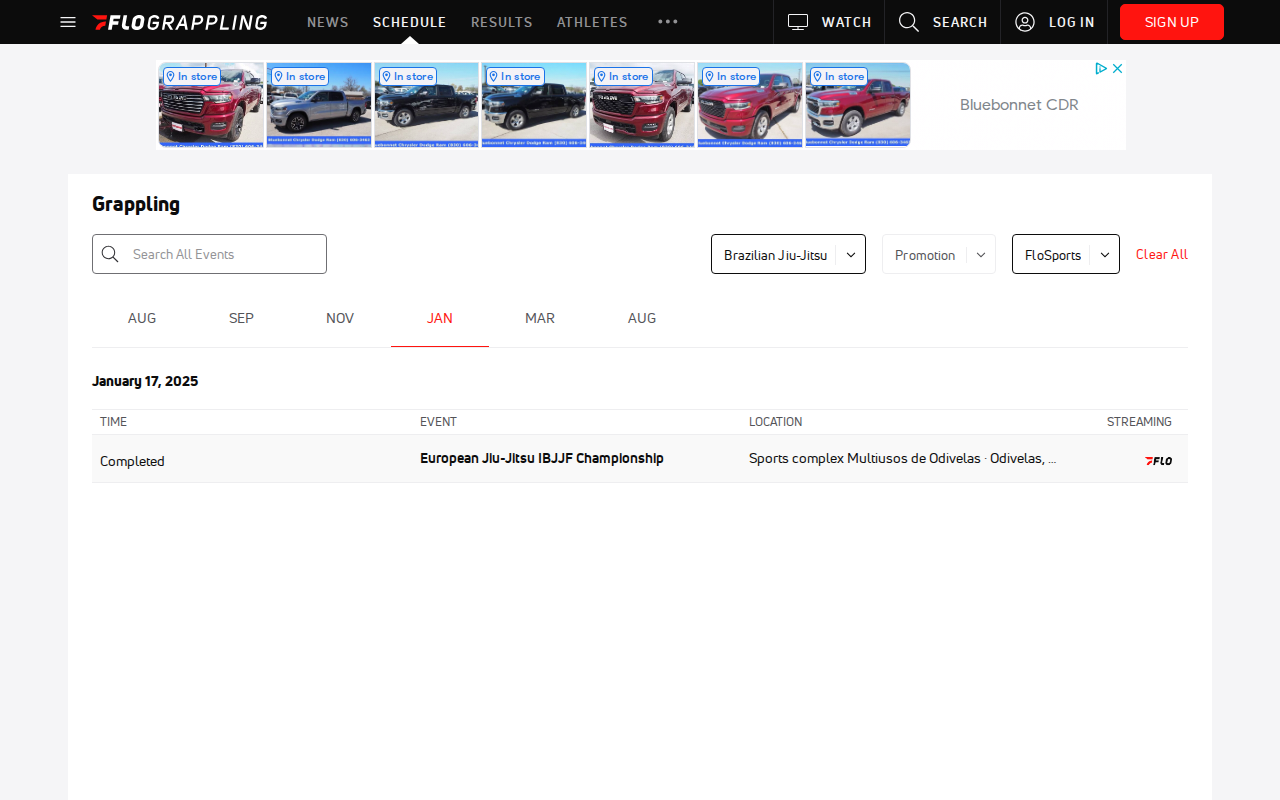 FLOGRAPPLING NEWS SCHEDULE RESULTS ATHLETES WATCH SEARCH LOG IN SIGN UP
In store In store In store In store In store In store In store
Bluebonnet CDR
Grappling
Search All Events Brazilian Jiu-Jitsu Promotion FloSports Clear All
AUG SEP NOV JAN MAR AUG
January 17, 2025
TIME EVENT LOCATION STREAMING
Completed European Jiu-Jitsu IBJJF Championship Sports complex Multiusos de Odivelas · Odivelas, ... FLO